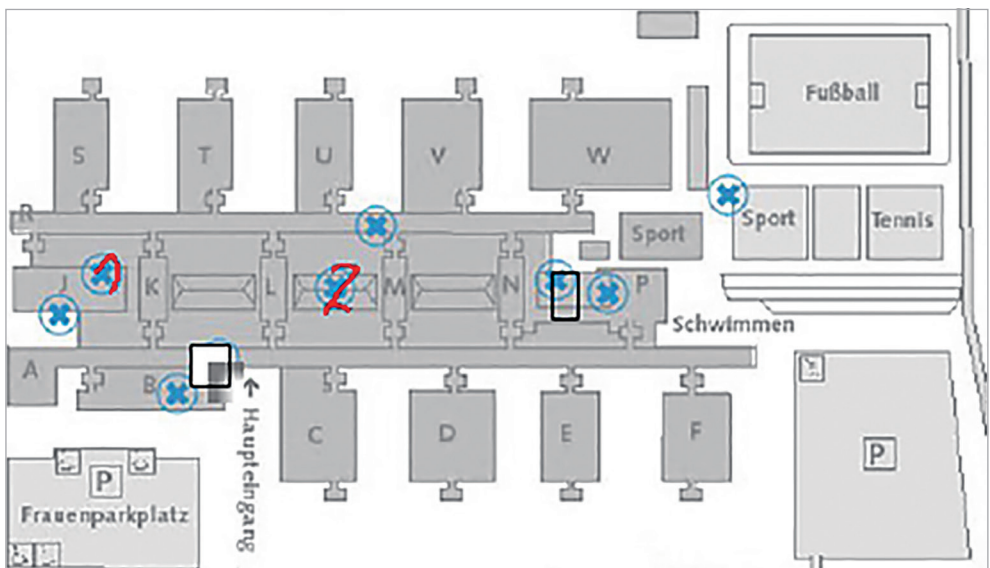 Fußball
S
T
U
V
W
R
Sport
Sport
Tennis
J
1
K
L
2
M
N
P
Schwimmen
A
B
C
D
E
F
P
P
Frauenparkplatz
Haupteingang